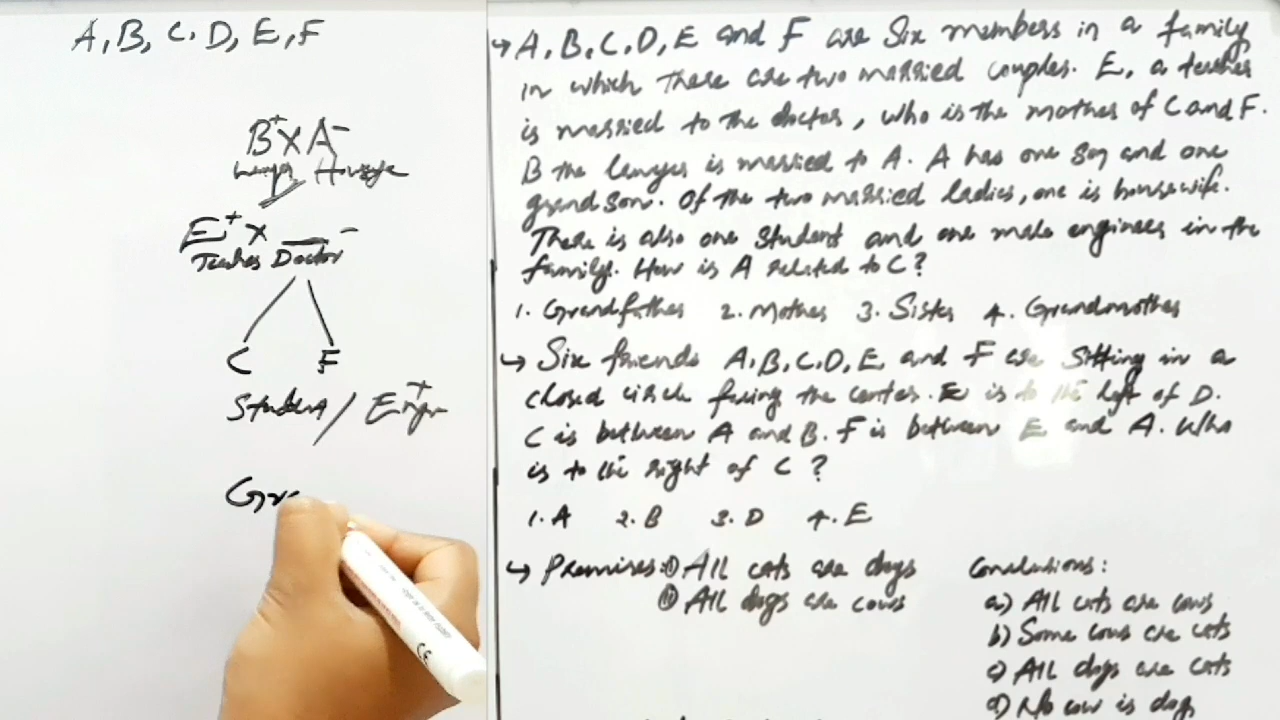 A, B, C, D, E, F
B+ X A-
E+ x __ -
Doctor
C F
Student /
Gr
→ A, B, C, D, E and F are Six members in a family
in which There are two married couples. E, a teacher
is married to the doctor, who is the mother of C and F.
B the lawyer is married to A. A has one son and one
grandson. Of the two married ladies, one is housewife.
There is also one student and one male engineer in the
family. How is A related to C?
1. Grandfather 2. Mother 3. Sister 4. Grandmother
→ Six friends A, B, C, D, E, and F are Sitting in a
closed circle facing the center. E is to the left of D.
C is between A and B. F is between E and A. Who
is to the right of C?
1. A 2. B 3. D 4. E
→ Premises: i) All cats are dogs
ii) All dogs are cows
Conclusions:
a) All cats are cows
b) Some cows are cats
c) All dogs are cats
d) No cow is dog
CE